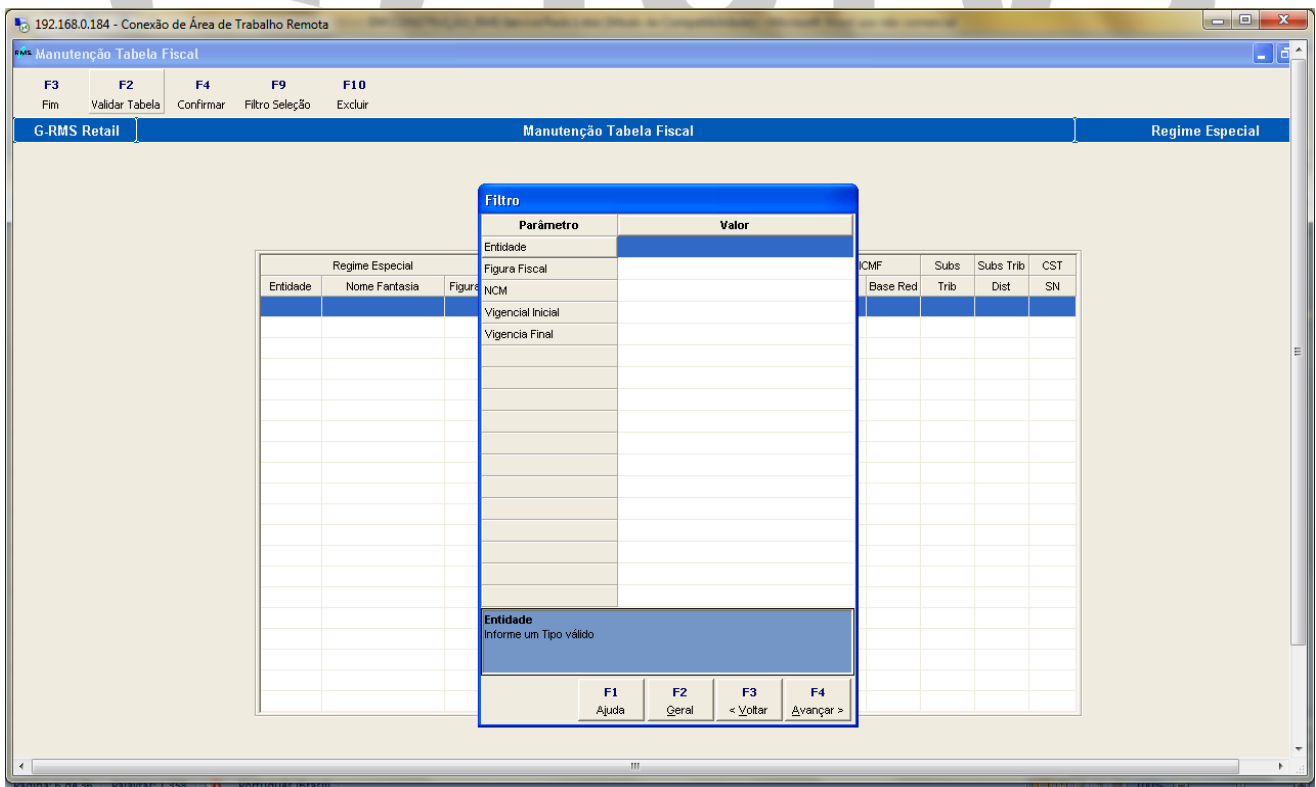 192.168.0.184 - Conexão de Área de Trabalho Remota
RMS Manutenção Tabela Fiscal
F3 F2 F4 F9 F10
Fim Validar Tabela Confirmar Filtro Seleção Excluir
G-RMS Retail Manutenção Tabela Fiscal Regime Especial
Filtro
Parâmetro Valor
Entidade
Figura Fiscal
NCM
Vigencial Inicial
Vigencia Final
Regime Especial ICMF Subs Subs Trib CST
Entidade Nome Fantasia Figura Base Red Trib Dist SN
Entidade
Informe um Tipo válido
F1 F2 F3 F4
Ajuda Geral < Voltar Avançar >